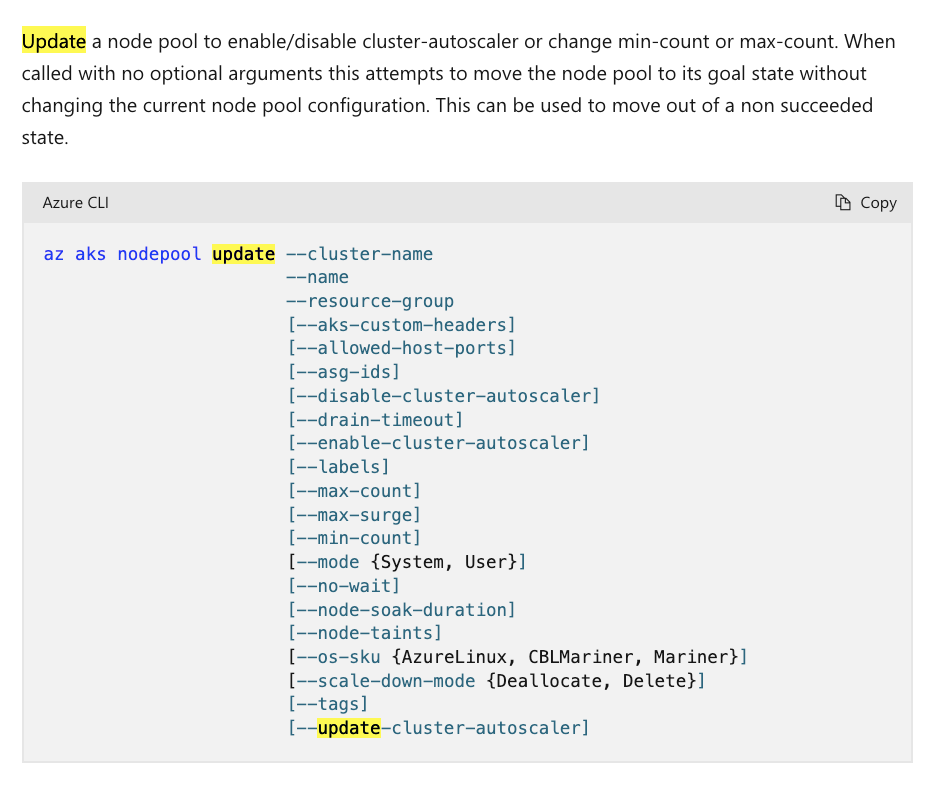 Update a node pool to enable/disable cluster-autoscaler or change min-count or max-count. When
called with no optional arguments this attempts to move the node pool to its goal state without
changing the current node pool configuration. This can be used to move out of a non succeeded
state.
Azure CLI
Copy
az aks nodepool update --cluster-name
--name
--resource-group
[--aks-custom-headers]
[--allowed-host-ports]
[--asg-ids]
[--disable-cluster-autoscaler]
[--drain-timeout]
[--enable-cluster-autoscaler]
[--labels]
[--max-count]
[--max-surge]
[--min-count]
[--mode {System, User}]
[--no-wait]
[--node-soak-duration]
[--node-taints]
[--os-sku {AzureLinux, CBLMariner, Mariner}]
[--scale-down-mode {Deallocate, Delete}]
[--tags]
[--update-cluster-autoscaler]